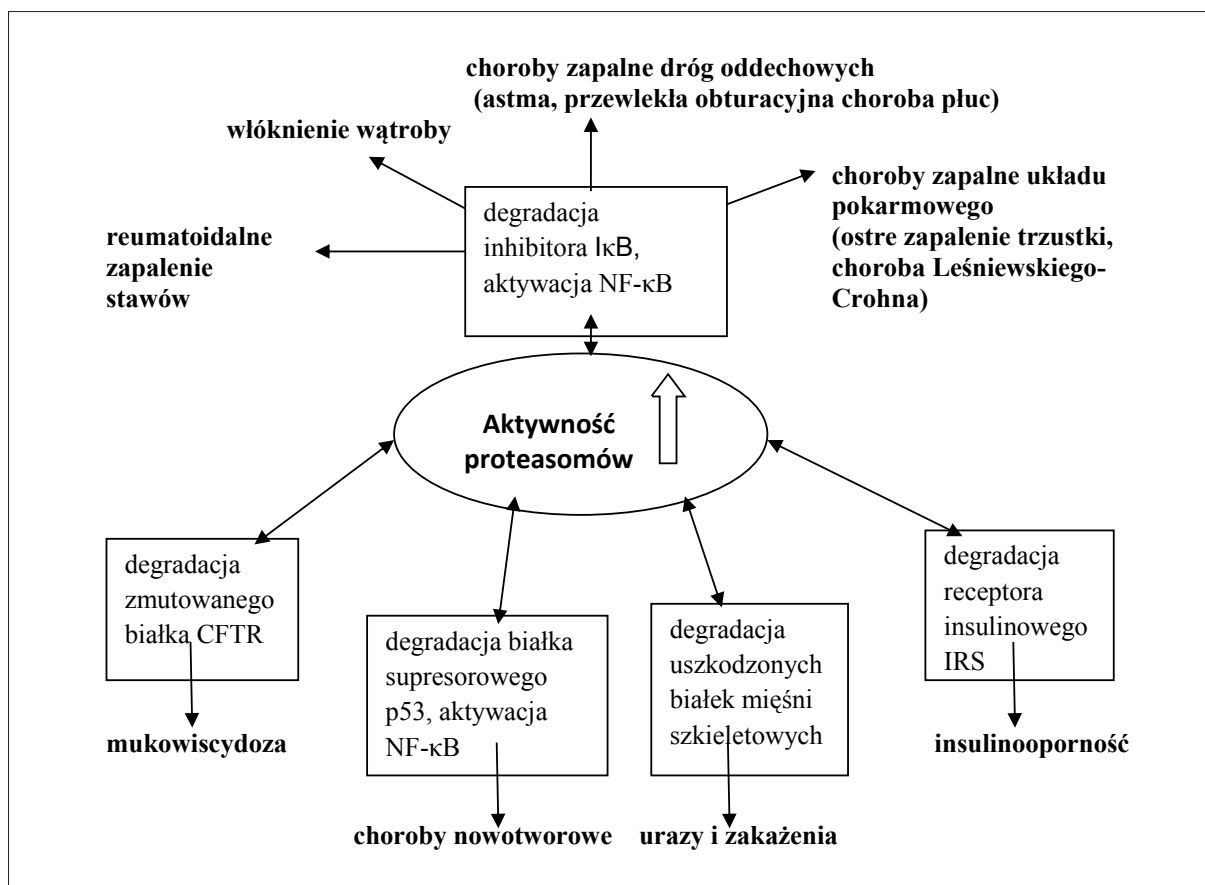 choroby zapalne dróg oddechowych
(astma, przewlekła obturacyjna choroba płuc)
włóknienie wątroby
choroby zapalne układu
pokarmowego
(ostre zapalenie trzustki,
choroba Leśniewskiego-
Crohna)
reumatoidalne
zapalenie
stawów
degradacja
inhibitora IκB,
aktywacja NF-κB
Aktywność
proteasomów
degradacja
zmutowanego
białka CFTR
degradacja białka
supresorowego
p53, aktywacja
NF-κB
degradacja
uszkodzonych
białek mięśni
szkieletowych
degradacja
receptora
insulinowego
IRS
mukowiscydoza
choroby nowotworowe
urazy i zakażenia
insulinooporność